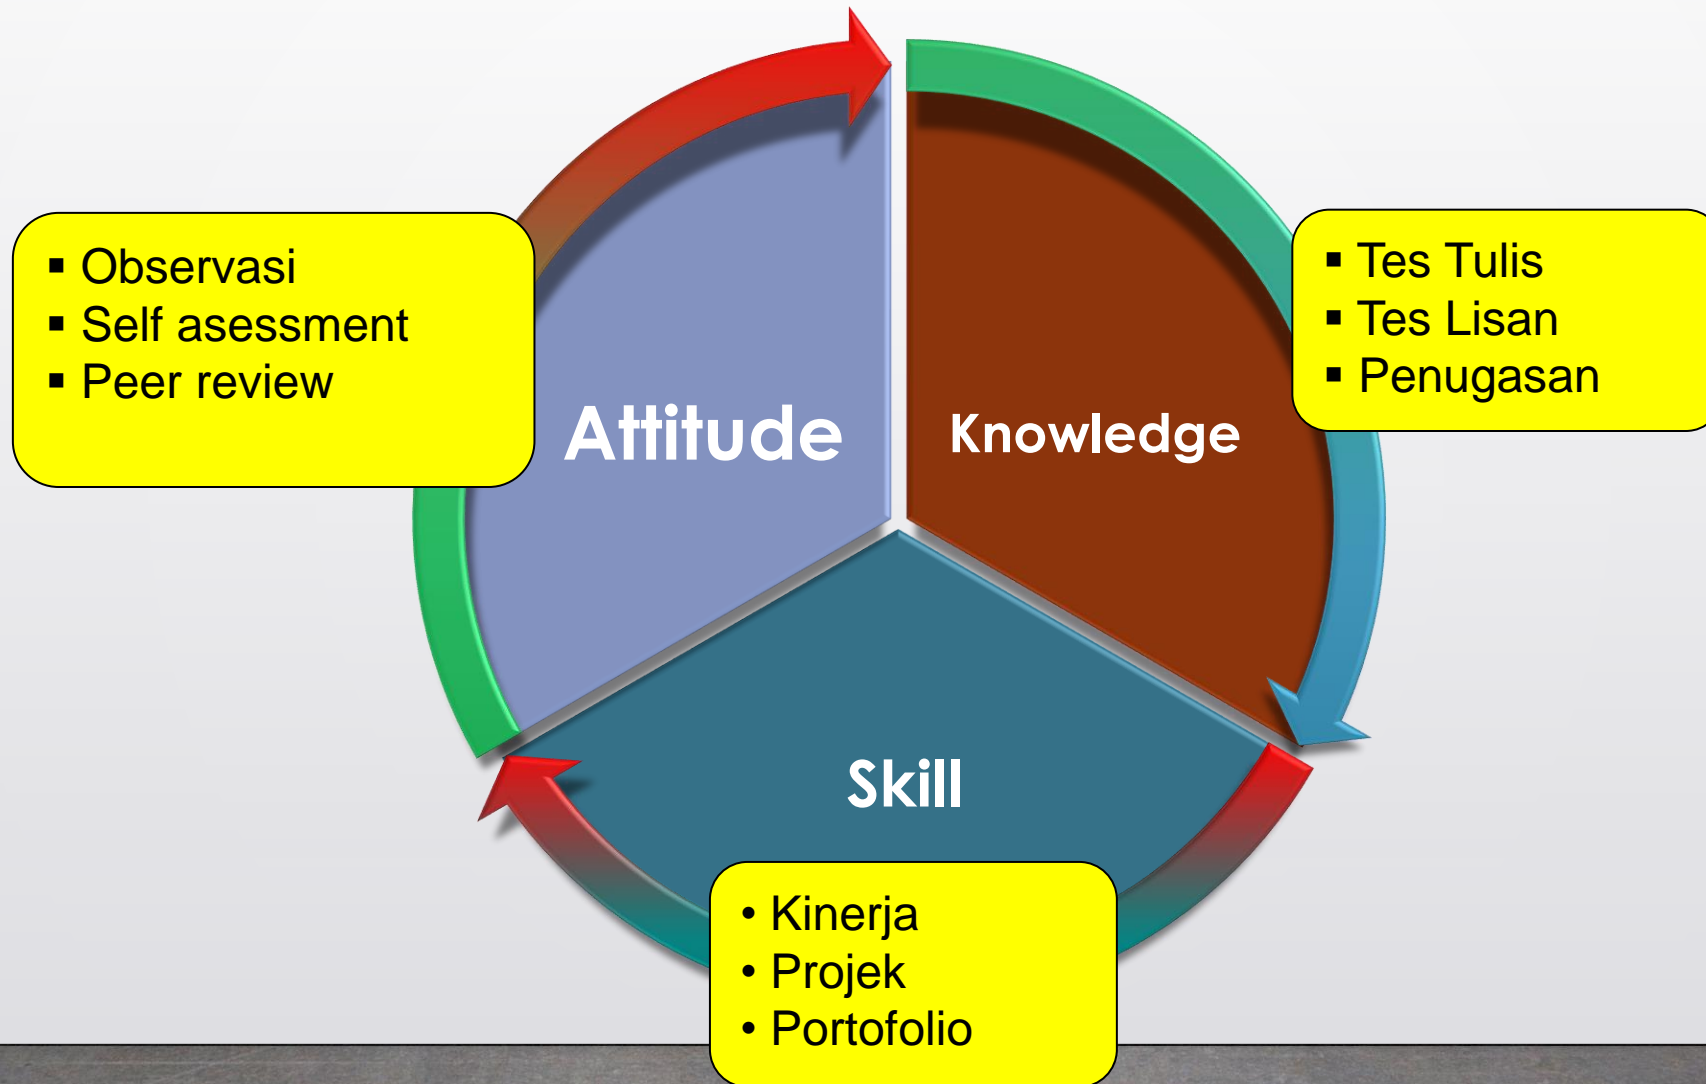 ▪ Observasi
▪ Self asessment
▪ Peer review
Attitude
Knowledge
▪ Tes Tulis
▪ Tes Lisan
▪ Penugasan
Skill
• Kinerja
• Projek
• Portofolio